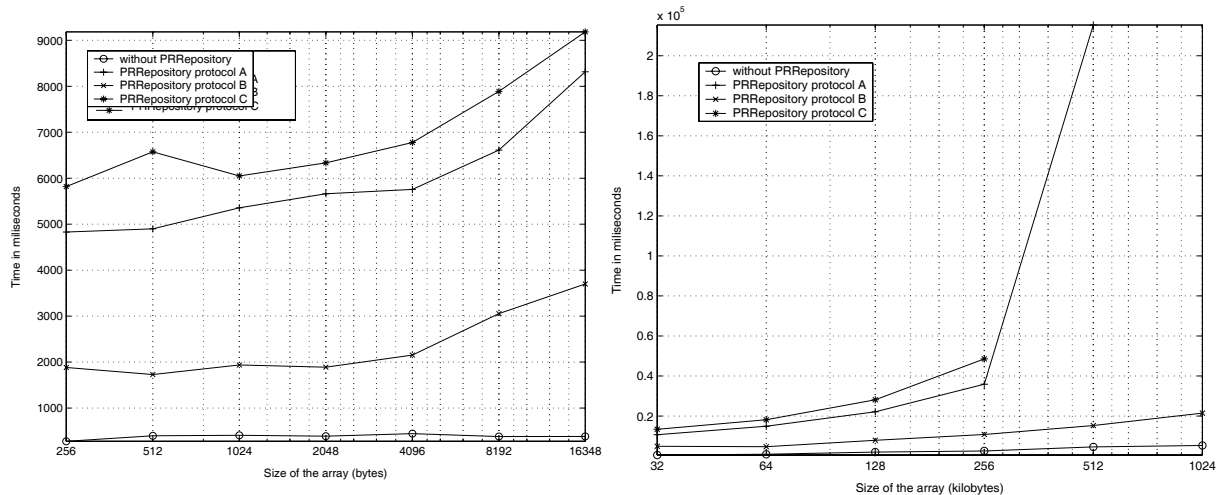 9000
8000
7000
6000
5000
4000
3000
2000
1000
256
512
1024
2048
4096
8192
16348
Size of the array (bytes)
Time in miliseconds
without PRRepository
PRRepository protocol A
PRRepository protocol B
PRRepository protocol C
A
B
PRRepository protocol C
x 10^5
2
1.8
1.6
1.4
1.2
1
0.8
0.6
0.4
0.2
32
64
128
256
512
1024
Size of the array (kilobytes)
Time in miliseconds
without PRRepository
PRRepository protocol A
PRRepository protocol B
PRRepository protocol C